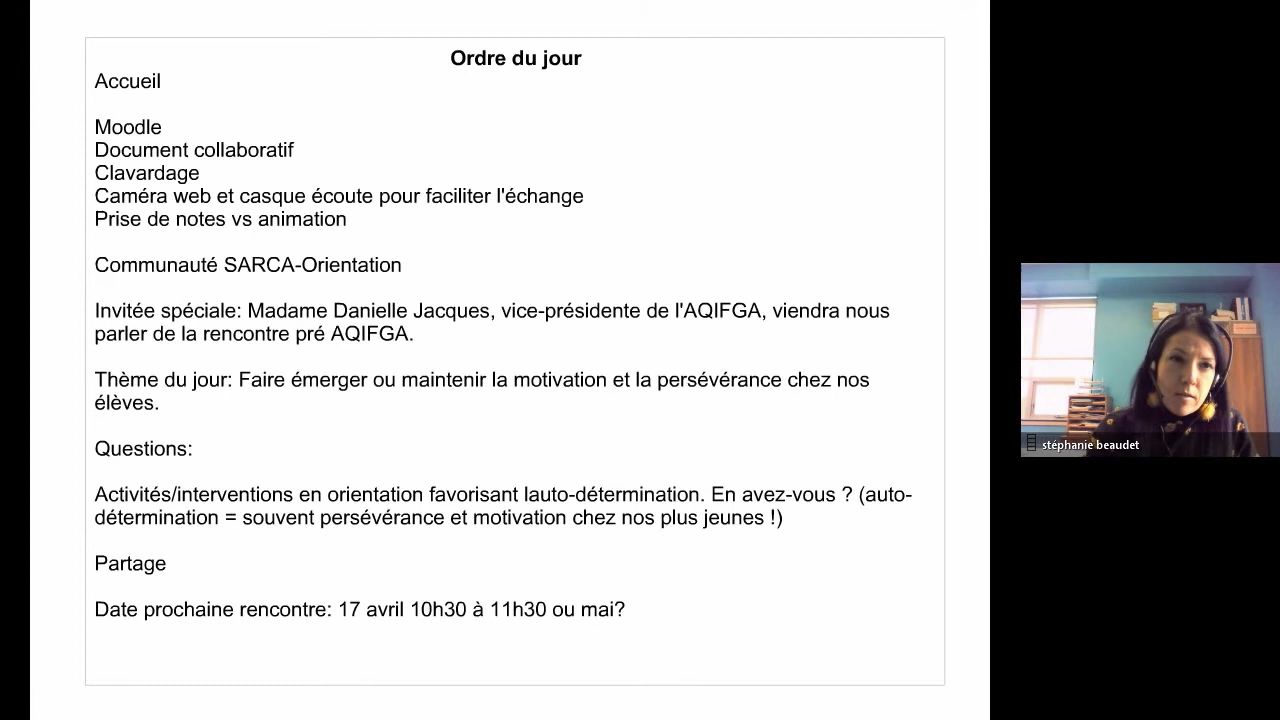 Ordre du jour
Accueil
Moodle
Document collaboratif
Clavardage
Caméra web et casque écoute pour faciliter l'échange
Prise de notes vs animation
Communauté SARCA-Orientation
Invitée spéciale: Madame Danielle Jacques, vice-présidente de l'AQIFGA, viendra nous
parler de la rencontre pré AQIFGA.
Thème du jour: Faire émerger ou maintenir la motivation et la persévérance chez nos
élèves.
Questions:
Activités/interventions en orientation favorisant lauto-détermination. En avez-vous ? (auto-
détermination = souvent persévérance et motivation chez nos plus jeunes !)
Partage
Date prochaine rencontre: 17 avril 10h30 à 11h30 ou mai?
stéphanie beaudet